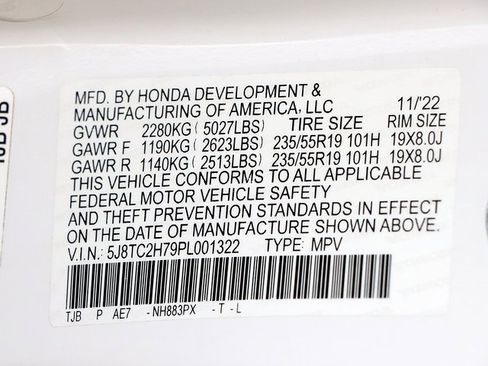 MFD. BY HONDA DEVELOPMENT &
MANUFACTURING OF AMERICA, LLC 11/'22
GVWR 2280KG ( 5027LBS) TIRE SIZE RIM SIZE
GAWR F 1190KG ( 2623LBS) 235/55R19 101H 19X8.0J
GAWR R 1140KG ( 2513LBS) 235/55R19 101H 19X8.0J
THIS VEHICLE CONFORMS TO ALL APPLICABLE
FEDERAL MOTOR VEHICLE SAFETY
AND THEFT PREVENTION STANDARDS IN EFFECT
ON THE DATE OF MANUFACTURE SHOWN ABOVE.
V.I.N.: 5J8TC2H79PL001322 TYPE: MPV
TJB P AE7 -NH883PX -T-L